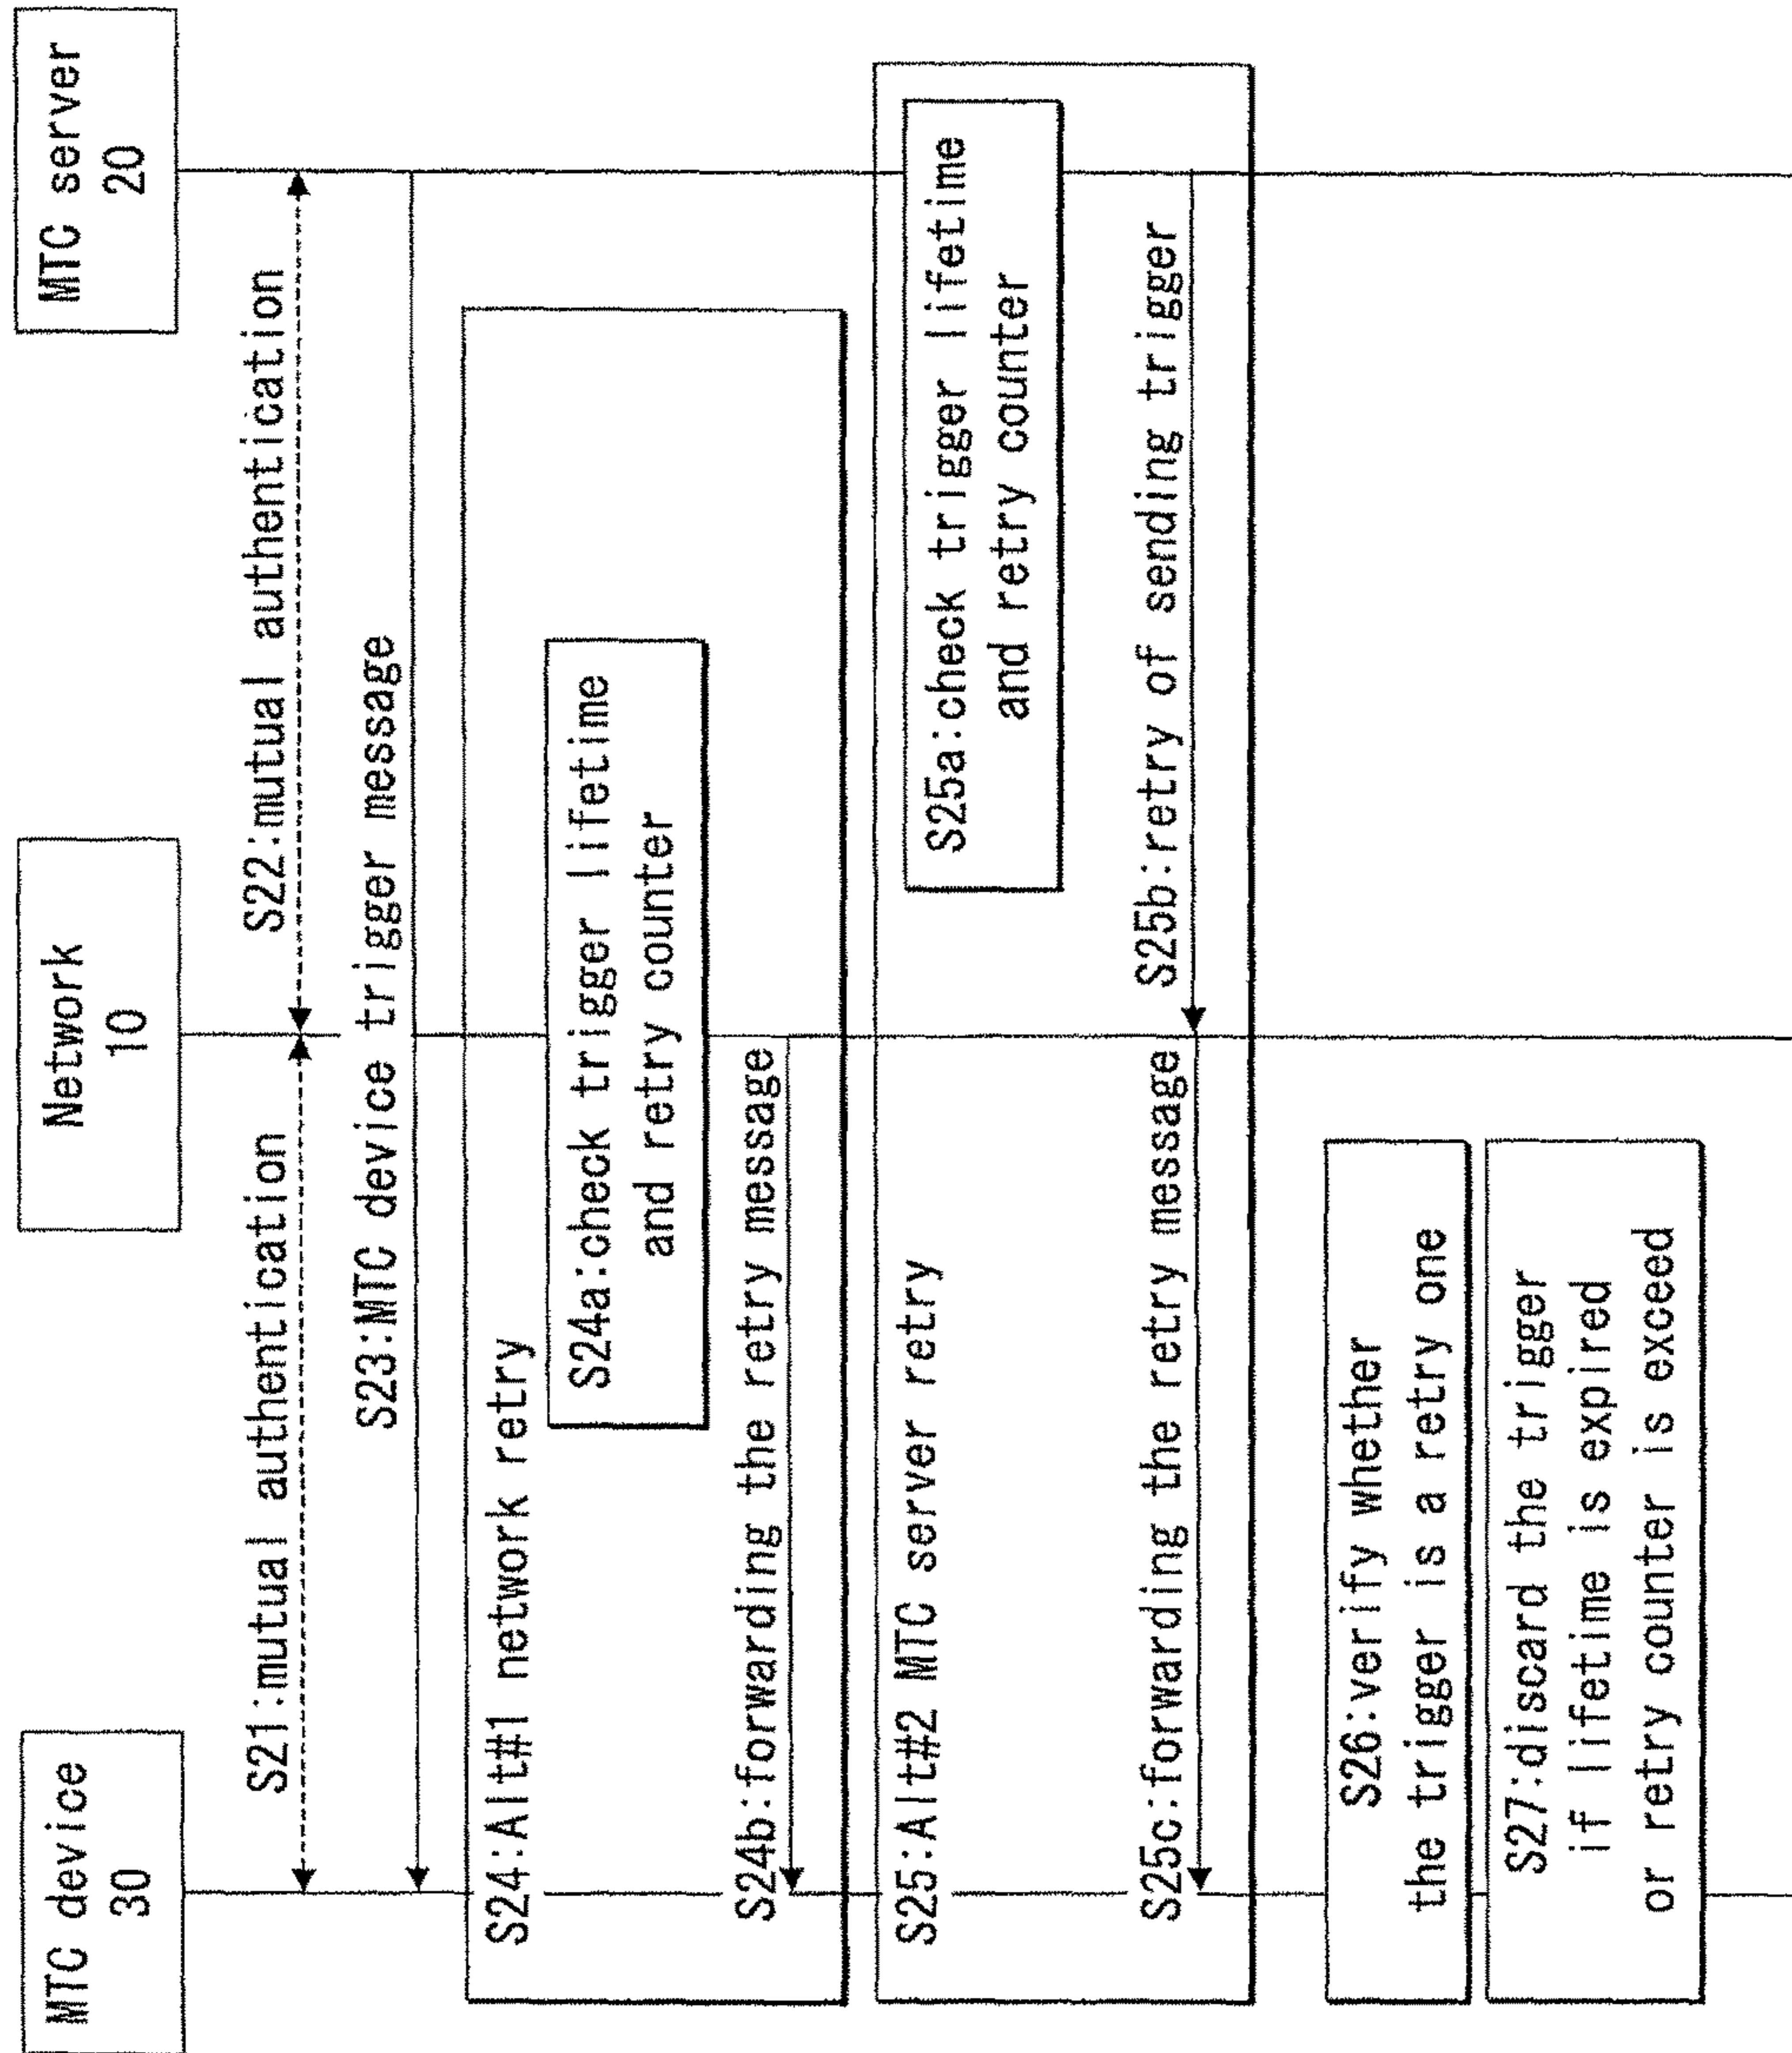 MTC device
30
Network
10
MTC server
20
S21:mutual authentication
S22:mutual authentication
S23:MTC device trigger message
S24:Alt#1 network retry
S24a:check trigger lifetime
and retry counter
S24b:forwarding the retry message
S25:Alt#2 MTC server retry
S25a:check trigger lifetime
and retry counter
S25b:retry of sending trigger
S25c:forwarding the retry message
S26:verify whether
the trigger is a retry one
S27:discard the trigger
if lifetime is expired
or retry counter is exceed